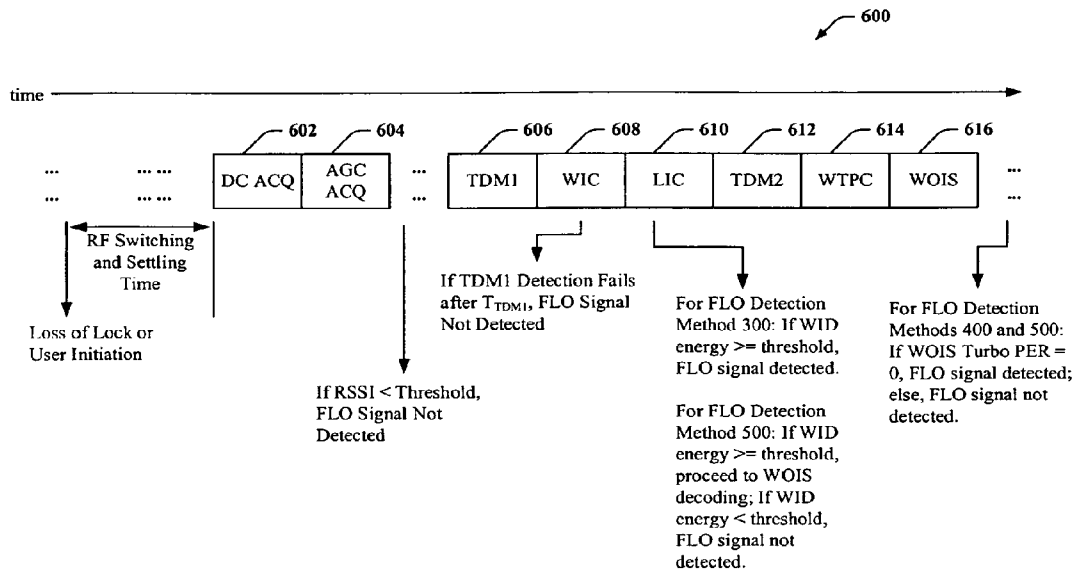 600
time
602
604
606
608
610
612
614
616
DC ACQ
AGC
ACQ
TDM1
WIC
LIC
TDM2
WTPC
WOIS
...
...
... ...
... ...
...
...
...
...
RF Switching
and Settling
Time
Loss of Lock or
User Initiation
If RSSI < Threshold,
FLO Signal Not
Detected
If TDM1 Detection Fails
after TTDM1, FLO Signal
Not Detected
For FLO Detection
Method 300: If WID
energy >= threshold,
FLO signal detected.
For FLO Detection
Method 500: If WID
energy >= threshold,
proceed to WOIS
decoding; If WID
energy < threshold,
FLO signal not
detected.
For FLO Detection
Methods 400 and 500:
If WOIS Turbo PER =
0, FLO signal detected;
else, FLO signal not
detected.